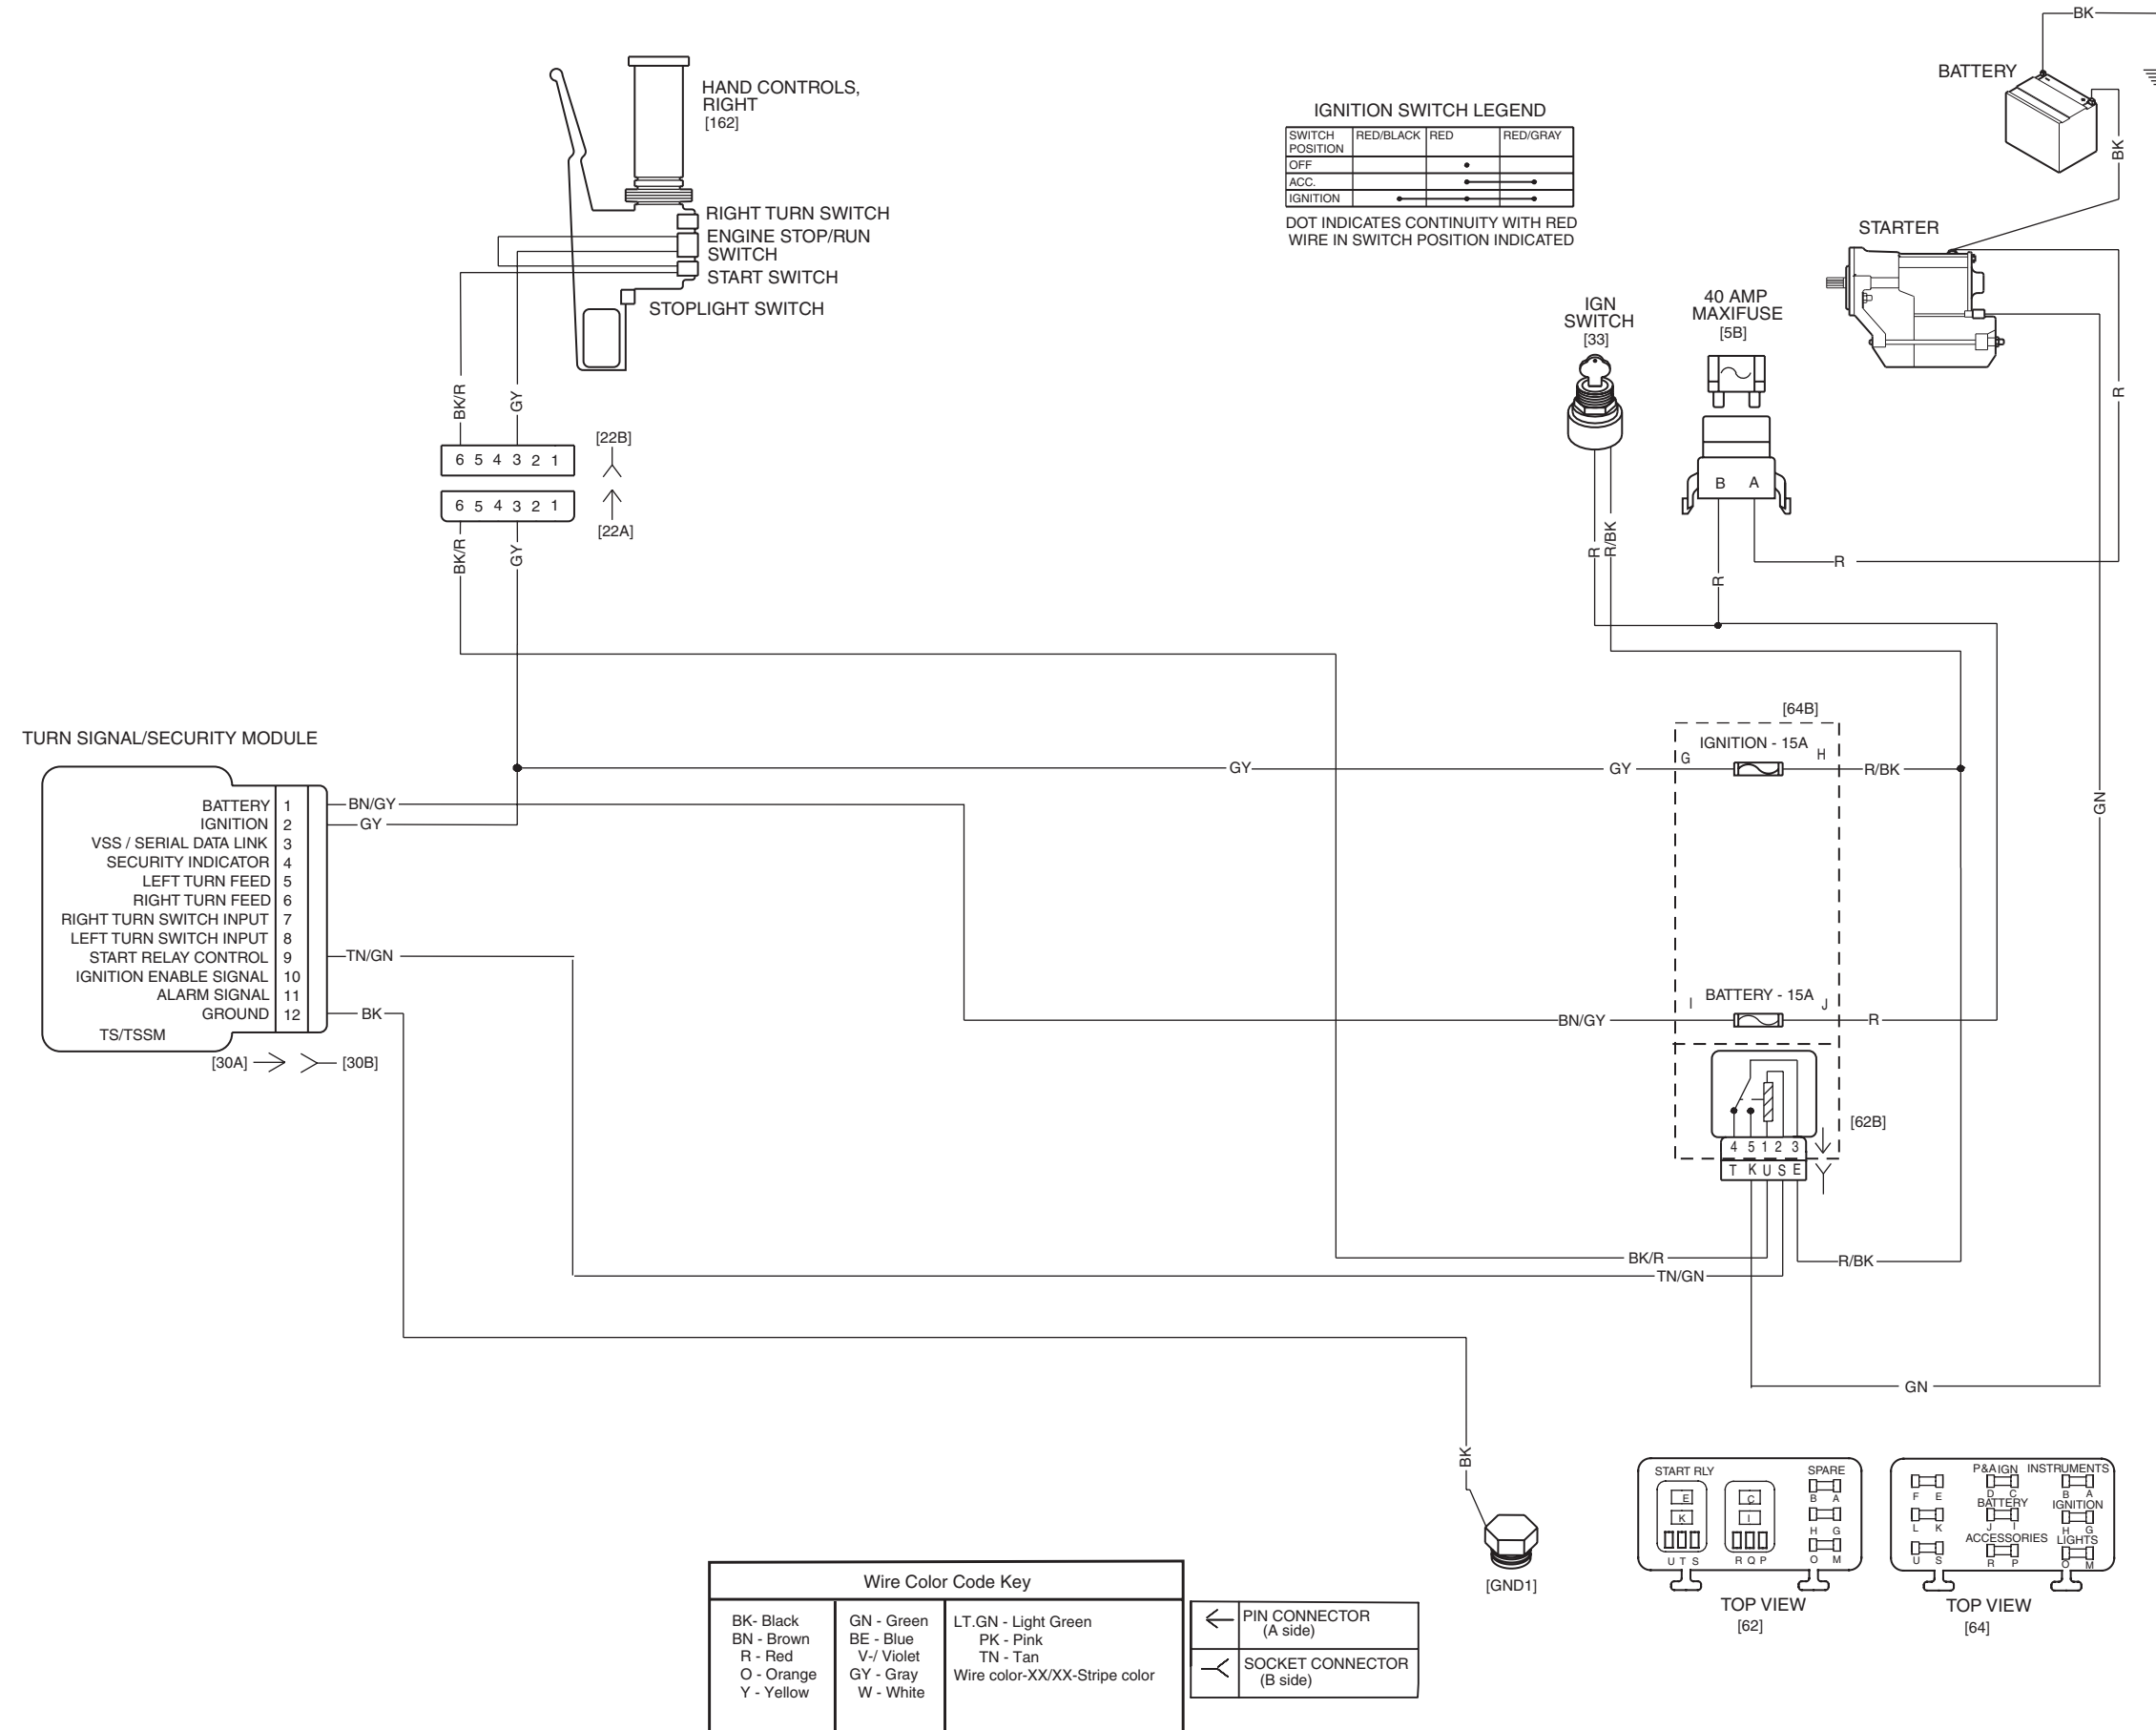 BK
BATTERY
BK
HAND CONTROLS,
RIGHT
[162]
RIGHT TURN SWITCH
ENGINE STOP/RUN
SWITCH
START SWITCH
STOPLIGHT SWITCH
IGNITION SWITCH LEGEND
SWITCH POSITION RED/BLACK RED RED/GRAY
OFF
ACC.
IGNITION
DOT INDICATES CONTINUITY WITH RED
WIRE IN SWITCH POSITION INDICATED
STARTER
IGN
SWITCH
[33]
40 AMP
MAXIFUSE
[5B]
B A
R
R/BK
R
R
R
BK/R
GY
[22B]
6 5 4 3 2 1
6 5 4 3 2 1
[22A]
BK/R
GY
TURN SIGNAL/SECURITY MODULE
BATTERY 1 BN/GY
IGNITION 2 GY
VSS / SERIAL DATA LINK 3
SECURITY INDICATOR 4
LEFT TURN FEED 5
RIGHT TURN FEED 6
RIGHT TURN SWITCH INPUT 7
LEFT TURN SWITCH INPUT 8
START RELAY CONTROL 9 TN/GN
IGNITION ENABLE SIGNAL 10
ALARM SIGNAL 11
GROUND 12 BK
TS/TSSM
[30A] [30B]
[64B]
IGNITION - 15A
G H
GY GY R/BK
GN
BATTERY - 15A
I J
BN/GY R
[62B]
4 5 1 2 3
T K U S E
BK/R R/BK
TN/GN
GN
BK
[GND1]
START RLY SPARE
E C B A
K I H G
U T S R Q P O M
TOP VIEW
[62]
P&A IGN INSTRUMENTS
F E D C B A
BATTERY IGNITION
L K J I H G
ACCESSORIES LIGHTS
U S R P O M
TOP VIEW
[64]
Wire Color Code Key
BK- Black GN - Green LT.GN - Light Green
BN - Brown BE - Blue PK - Pink
R - Red V-/ Violet TN - Tan
O - Orange GY - Gray Wire color-XX/XX-Stripe color
Y - Yellow W - White
PIN CONNECTOR
(A side)
SOCKET CONNECTOR
(B side)